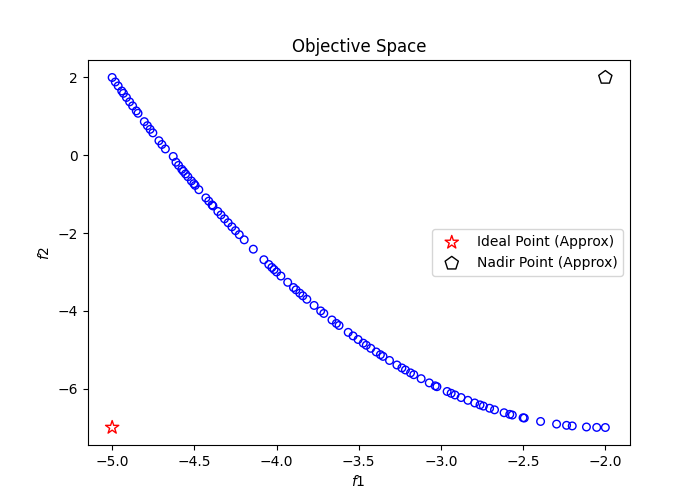 Objective Space
2
0
−2
−4
−6
f2
Ideal Point (Approx)
Nadir Point (Approx)
−5.0 −4.5 −4.0 −3.5 −3.0 −2.5 −2.0
f1